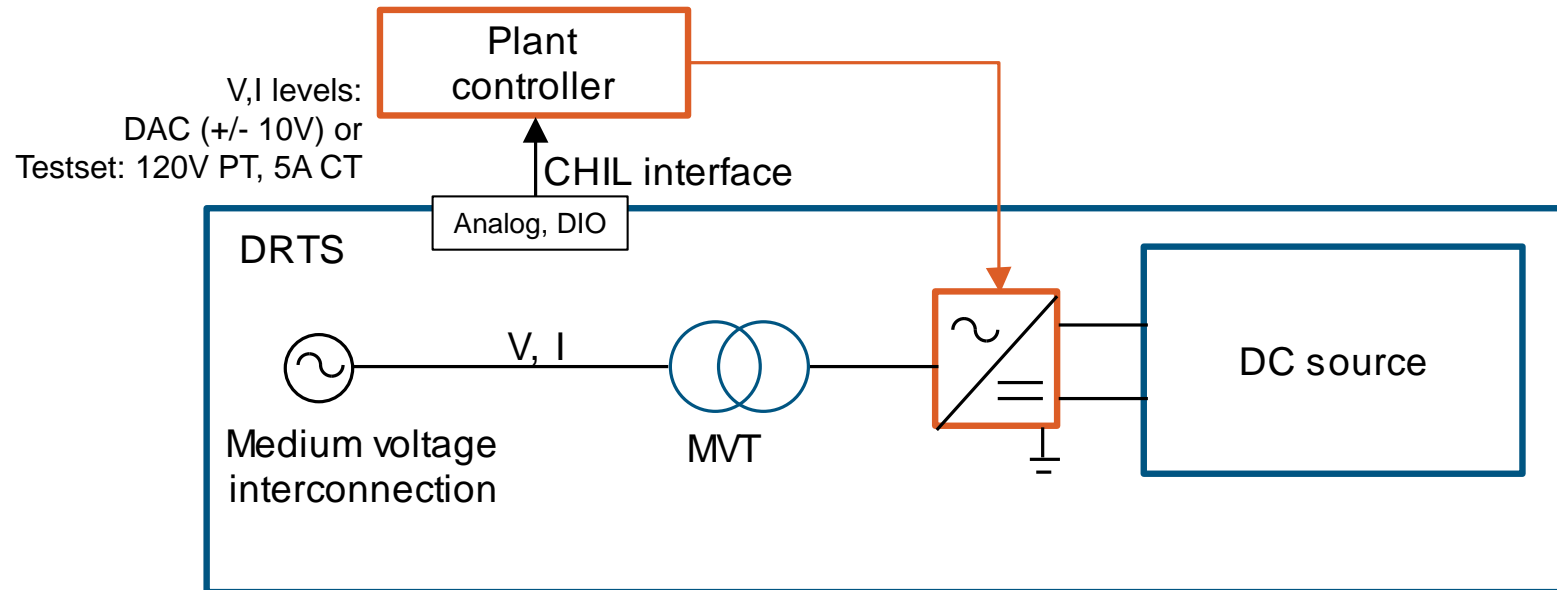 Plant
controller
V,I levels:
DAC (+/- 10V) or
Testset: 120V PT, 5A CT
CHIL interface
Analog, DIO
DRTS
V, I
DC source
MVT
Medium voltage
interconnection